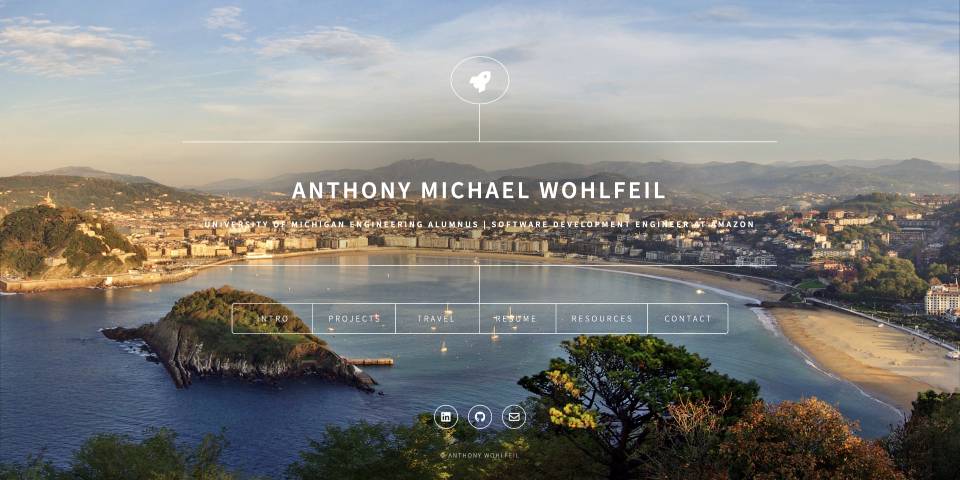 ANTHONY MICHAEL WOHLFEIL
UNIVERSITY OF MICHIGAN ENGINEERING ALUMNUS | SOFTWARE DEVELOPMENT ENGINEER AT AMAZON
INTRO PROJECTS TRAVEL RESUME RESOURCES CONTACT
© ANTHONY WOHLFEIL